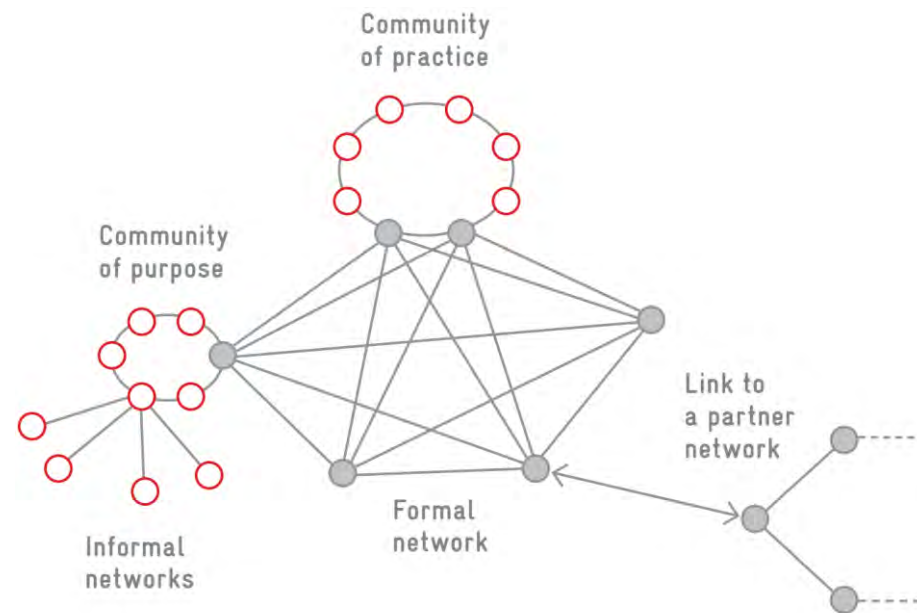 Community
of practice
Community
of purpose
Link to
a partner
network
Formal
network
Informal
networks